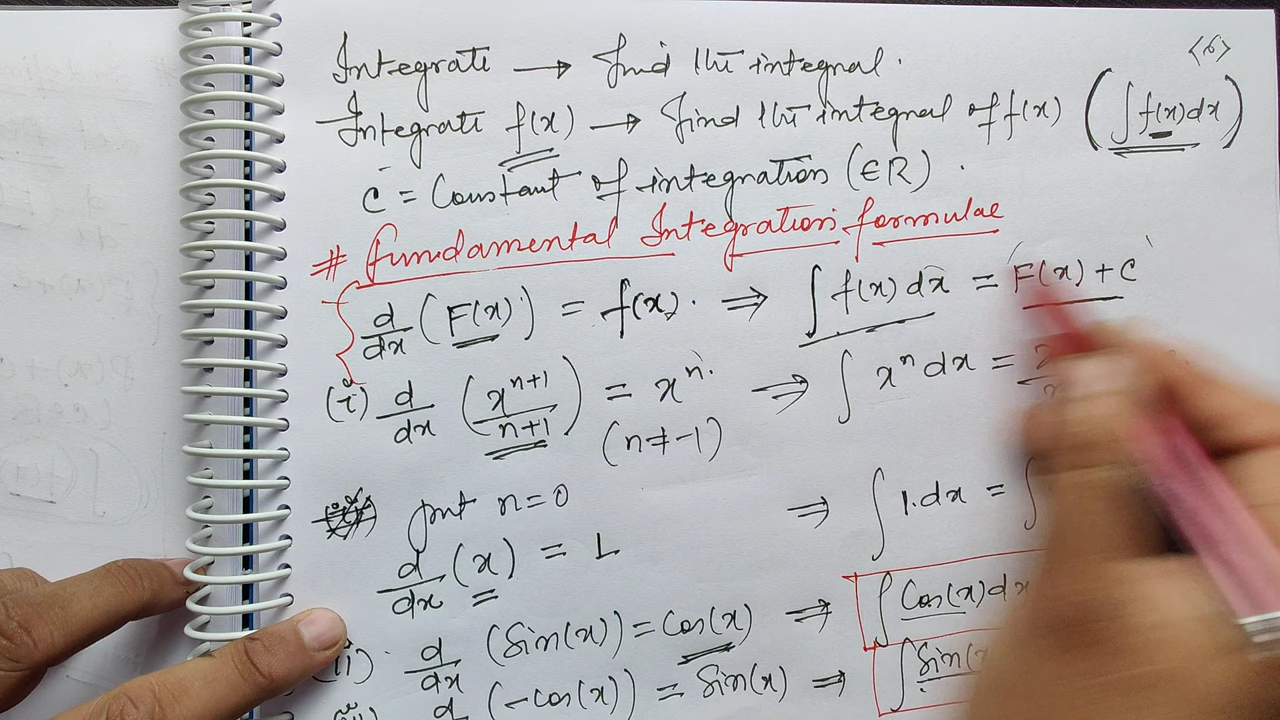 ⟨6⟩
Integrate → find the integral.
Integrate f(x) → find the integral of f(x) (∫f(x)dx)
C = Constant of integration (∈R).
# fundamental Integration formulae
d/dx (F(x)) = f(x). ⇒ ∫ f(x) dx = F(x) + C
(i) d/dx (x^(n+1)/(n+1)) = x^n. ⇒ ∫ x^n dx =
(n ≠ -1)
put n=0 ⇒ ∫ 1.dx = ∫
d/dx (x) = 1
(ii) d/dx (Sin(x)) = Cos(x) ⇒ ∫ Cos(x) dx
d (-cos(x)) = Sin(x) ⇒ ∫ Sin(x